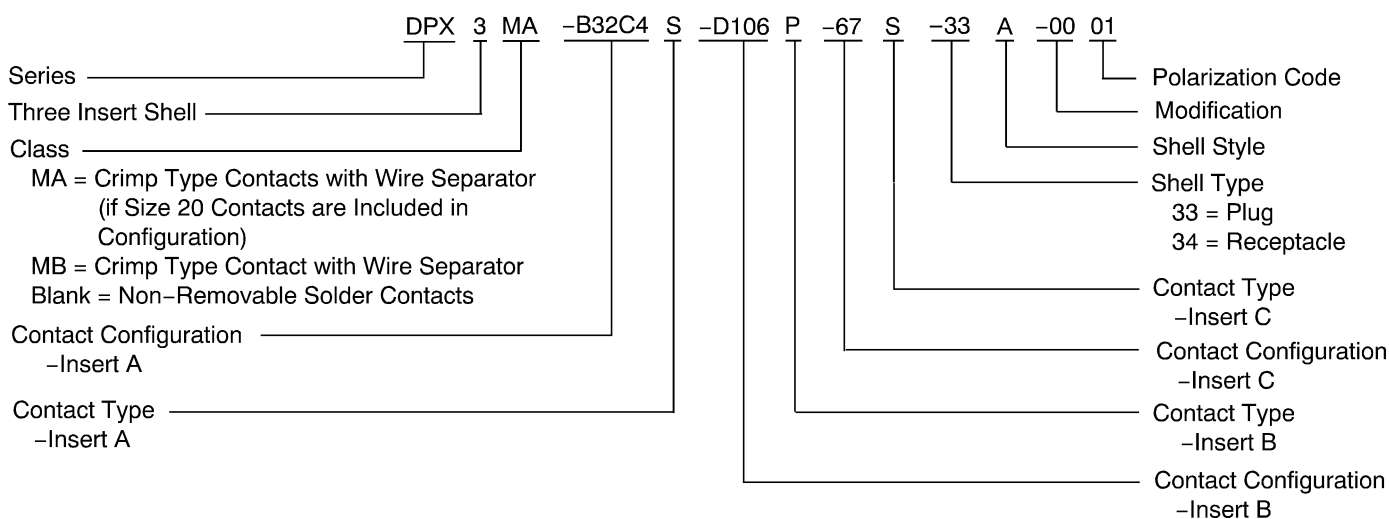 DPX 3 MA -B32C4 S -D106 P -67 S -33 A -00 01
Series
Three Insert Shell
Class
MA = Crimp Type Contacts with Wire Separator
(if Size 20 Contacts are Included in
Configuration)
MB = Crimp Type Contact with Wire Separator
Blank = Non-Removable Solder Contacts
Contact Configuration
-Insert A
Contact Type
-Insert A
Polarization Code
Modification
Shell Style
Shell Type
33 = Plug
34 = Receptacle
Contact Type
-Insert C
Contact Configuration
-Insert C
Contact Type
-Insert B
Contact Configuration
-Insert B